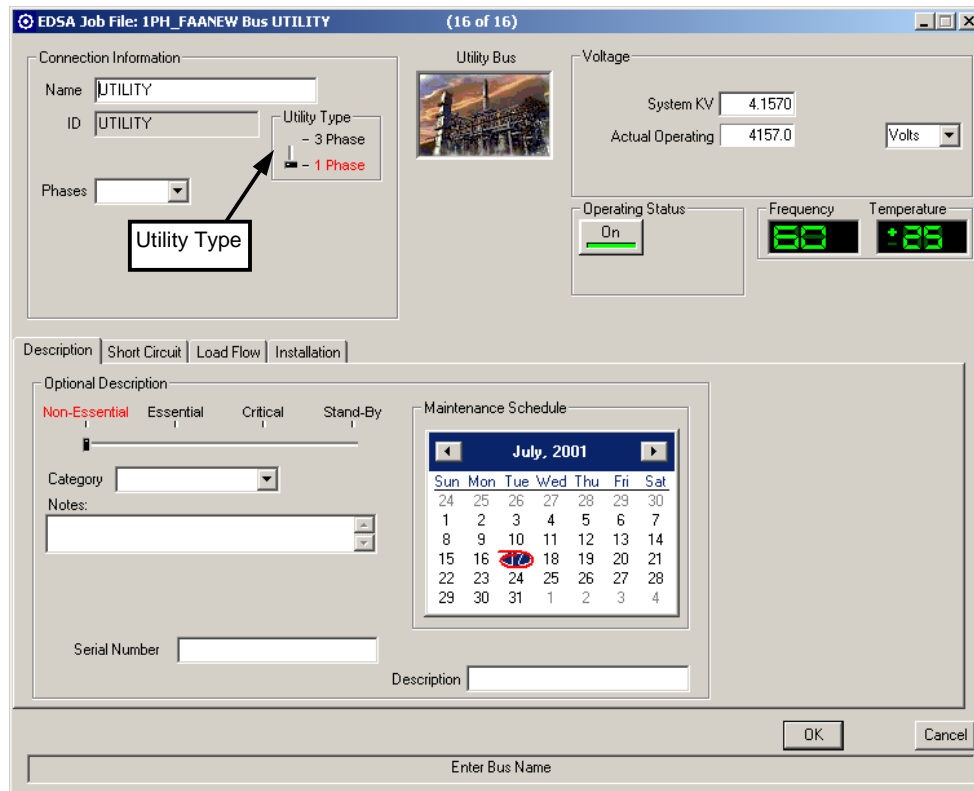 EDSA Job File: 1PH_FAANEW Bus UTILITY (16 of 16)
Connection Information
Name UTILITY
ID UTILITY
Utility Type
- 3 Phase
- 1 Phase
Phases
Utility Type
Utility Bus
Voltage
System KV 4.1570
Actual Operating 4157.0 Volts
Operating Status
On
Frequency
60
Temperature
+ 25
Description Short Circuit Load Flow Installation
Optional Description
Non-Essential Essential Critical Stand-By
Category
Notes:
Maintenance Schedule
July, 2001
Sun Mon Tue Wed Thu Fri Sat
24 25 26 27 28 29 30
1 2 3 4 5 6 7
8 9 10 11 12 13 14
15 16 17 18 19 20 21
22 23 24 25 26 27 28
29 30 31 1 2 3 4
Serial Number
Description
OK Cancel
Enter Bus Name